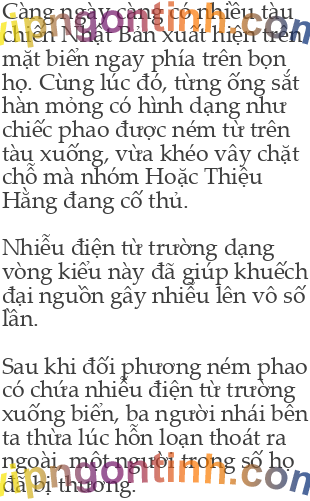 Càng ngày càng có nhiều tàu
chiến Nhật Bản xuất hiện trên
mặt biển ngay phía trên bọn
họ. Cùng lúc đó, từng ống sắt
hàn mỏng có hình dạng như
chiếc phao được ném từ trên
tàu xuống, vừa khéo vây chặt
chỗ mà nhóm Hoặc Thiệu
Hằng đang cố thủ.

Nhiễu điện từ trường dạng
vòng kiểu này đã giúp khuếch
đại nguồn gây nhiễu lên vô số
lần.

Sau khi đối phương ném phao
có chứa nhiễu điện từ trường
xuống biển, ba người nhái bên
ta thừa lúc hỗn loạn thoát ra
ngoài, một người trong số họ
đã bị thương.